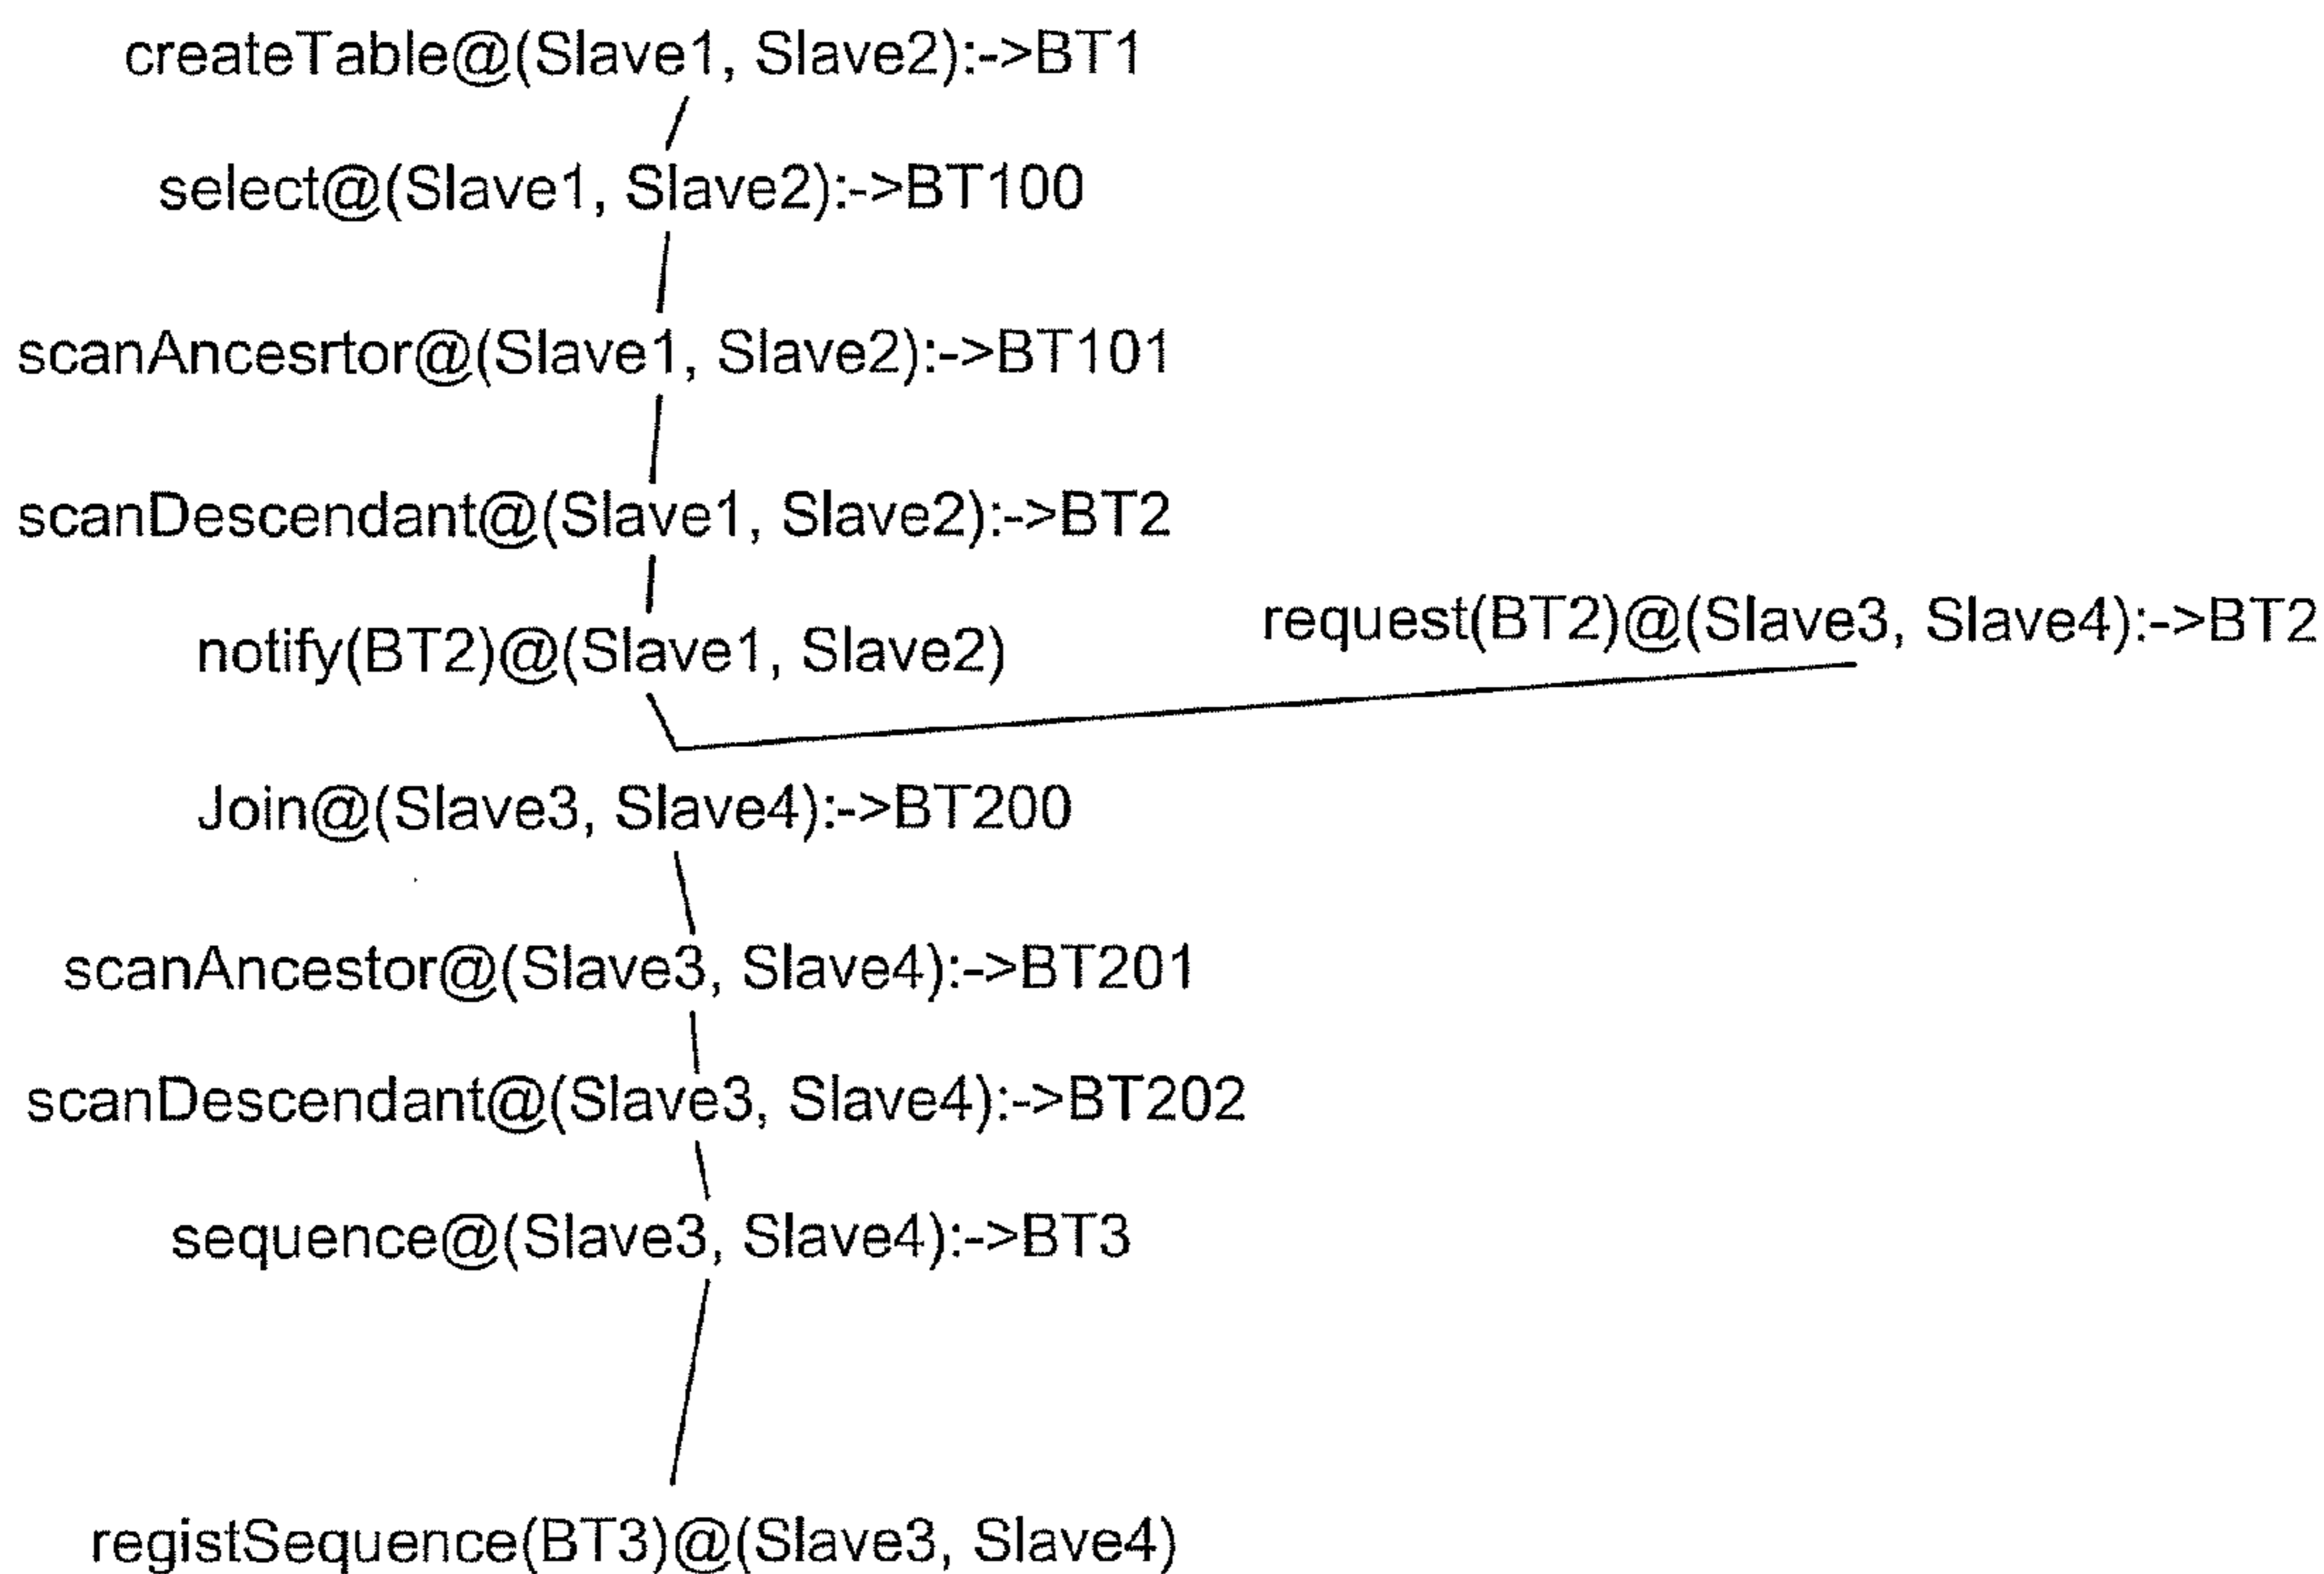 createTable@(Slave1, Slave2):->BT1
select@(Slave1, Slave2):->BT100
scanAncesrtor@(Slave1, Slave2):->BT101
scanDescendant@(Slave1, Slave2):->BT2
notify(BT2)@(Slave1, Slave2)
request(BT2)@(Slave3, Slave4):->BT2
Join@(Slave3, Slave4):->BT200
scanAncestor@(Slave3, Slave4):->BT201
scanDescendant@(Slave3, Slave4):->BT202
sequence@(Slave3, Slave4):->BT3
registSequence(BT3)@(Slave3, Slave4)